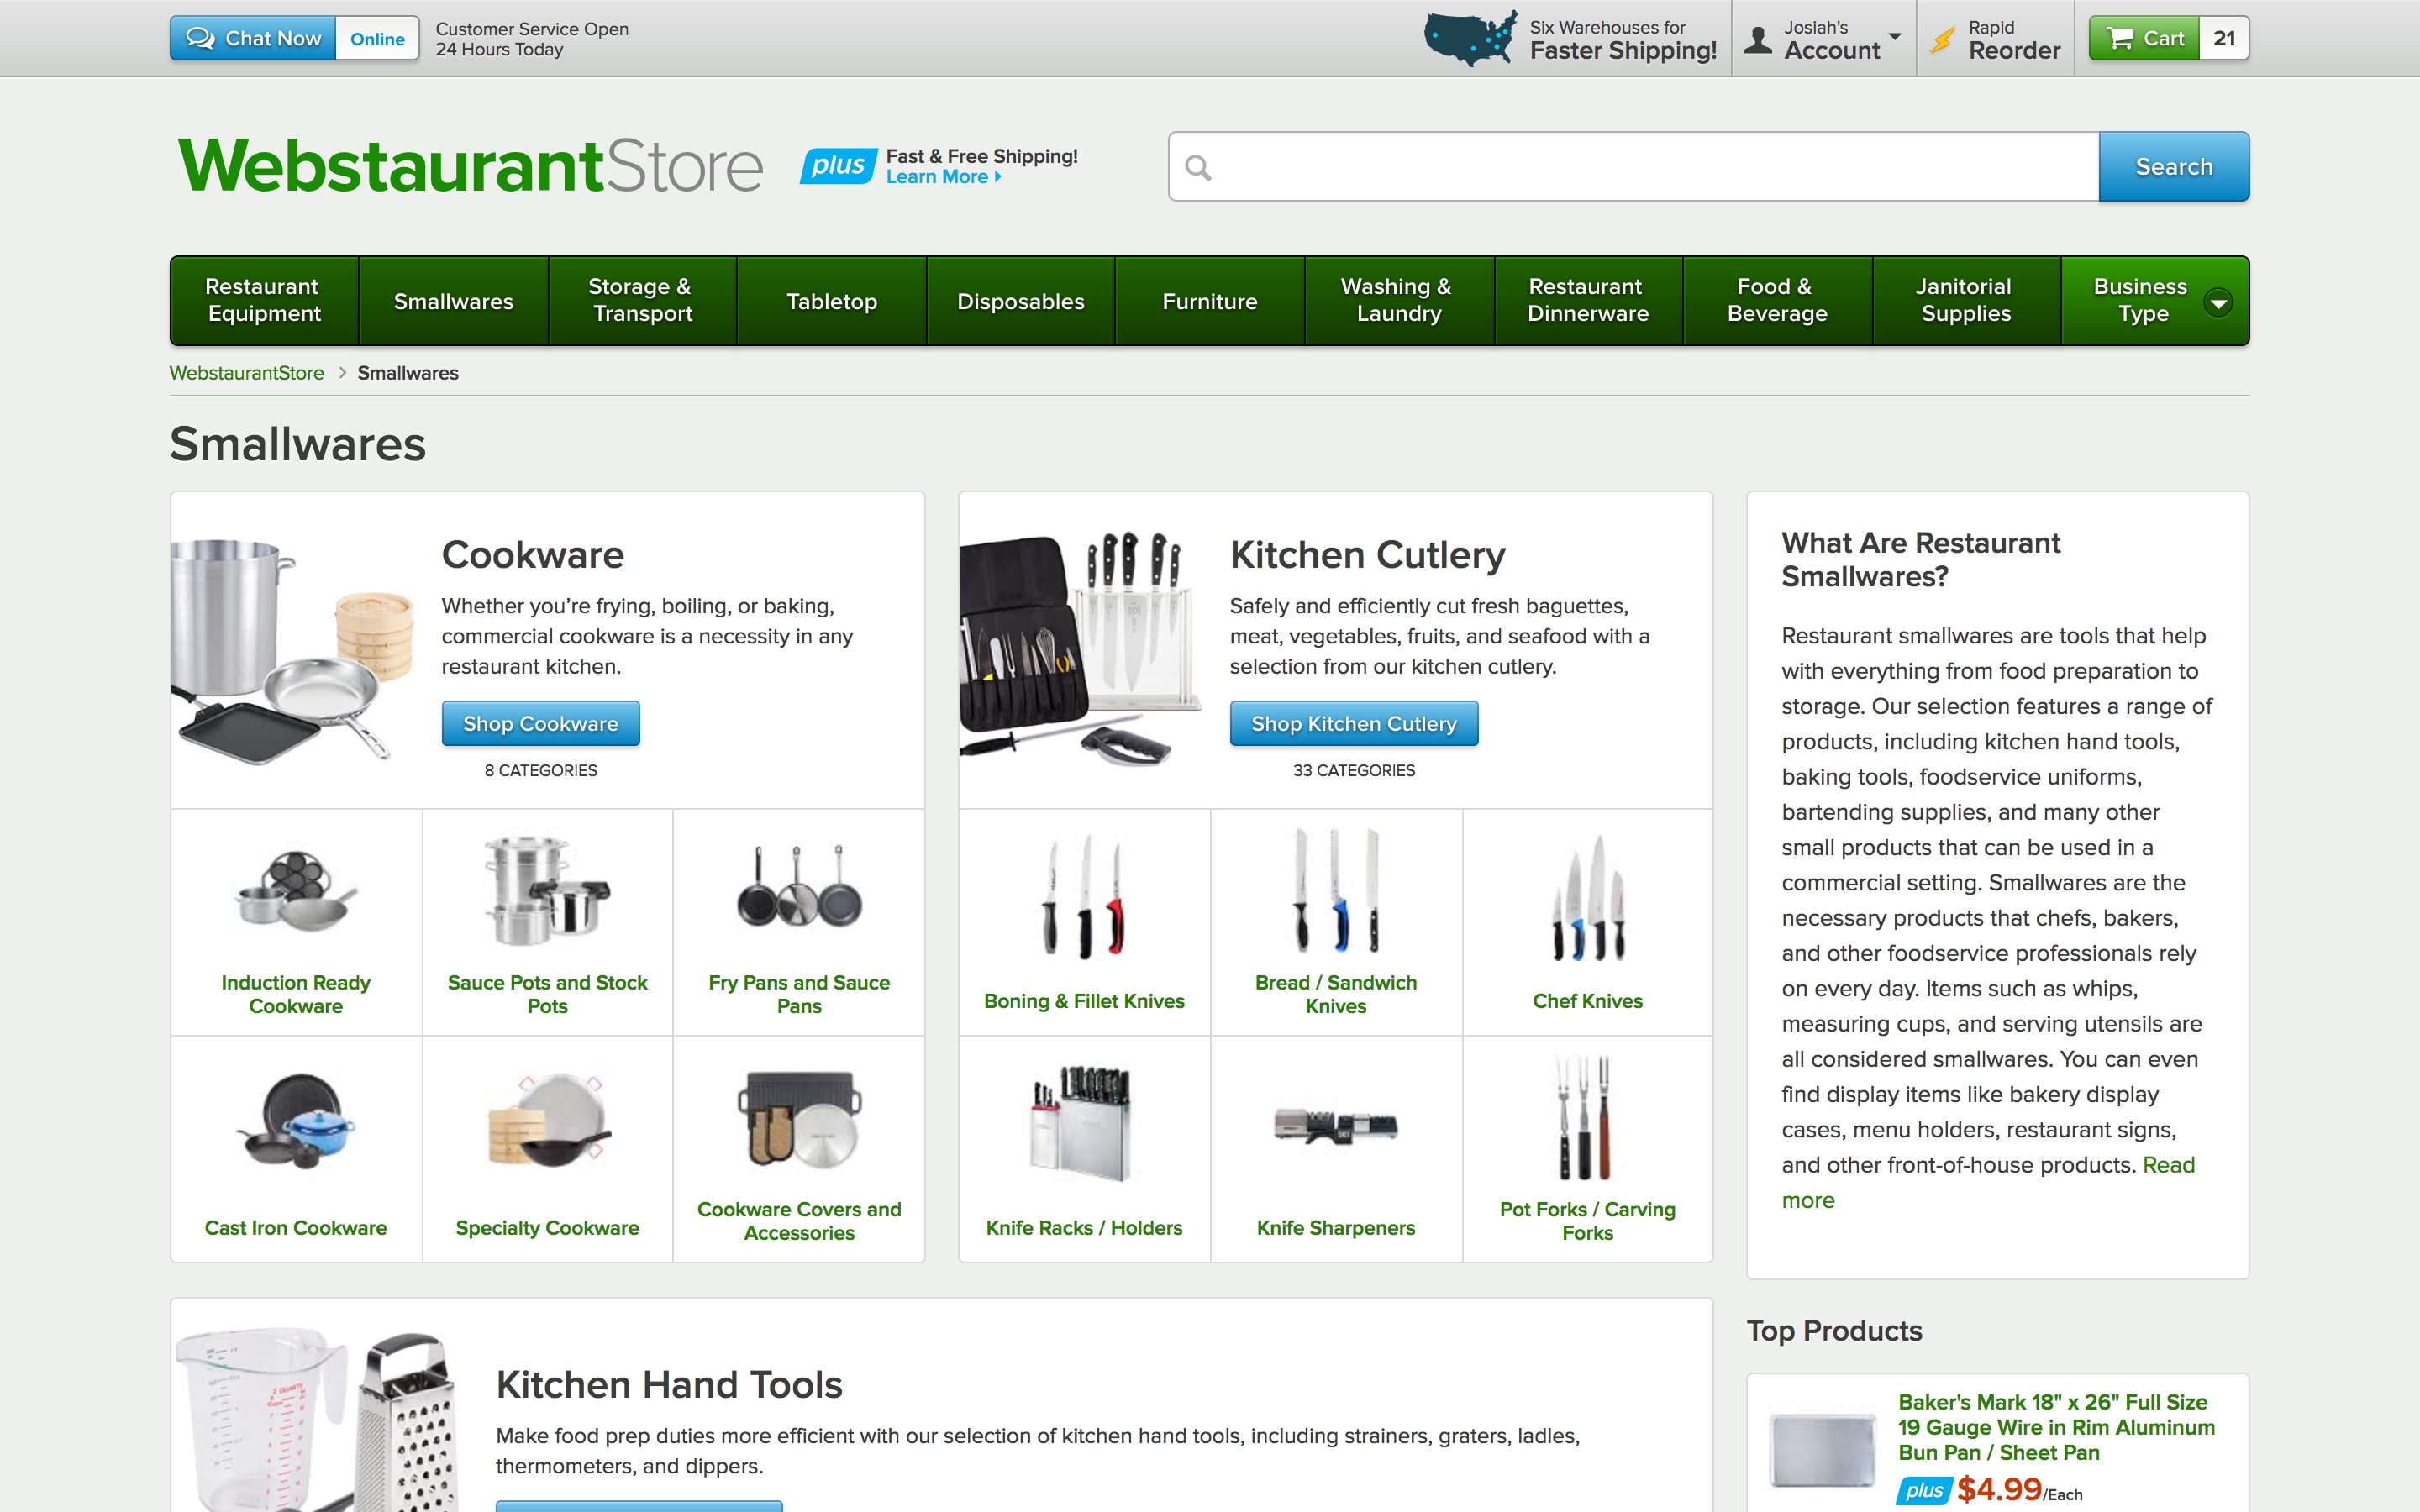 Chat Now
Online
Customer Service Open
24 Hours Today
Six Warehouses for
Faster Shipping!
Josiah's
Account
Rapid
Reorder
Cart
21
WebstaurantStore
plus
Fast & Free Shipping!
Learn More
Search
Restaurant
Equipment
Smallwares
Storage &
Transport
Tabletop
Disposables
Furniture
Washing &
Laundry
Restaurant
Dinnerware
Food &
Beverage
Janitorial
Supplies
Business
Type
WebstaurantStore > Smallwares
Smallwares
Cookware
Whether you’re frying, boiling, or baking,
commercial cookware is a necessity in any
restaurant kitchen.
Shop Cookware
8 CATEGORIES
Induction Ready
Cookware
Sauce Pots and Stock
Pots
Fry Pans and Sauce
Pans
Cast Iron Cookware
Specialty Cookware
Cookware Covers and
Accessories
Kitchen Cutlery
Safely and efficiently cut fresh baguettes,
meat, vegetables, fruits, and seafood with a
selection from our kitchen cutlery.
Shop Kitchen Cutlery
33 CATEGORIES
Boning & Fillet Knives
Bread / Sandwich
Knives
Chef Knives
Knife Racks / Holders
Knife Sharpeners
Pot Forks / Carving
Forks
What Are Restaurant
Smallwares?
Restaurant smallwares are tools that help
with everything from food preparation to
storage. Our selection features a range of
products, including kitchen hand tools,
baking tools, foodservice uniforms,
bartending supplies, and many other
small products that can be used in a
commercial setting. Smallwares are the
necessary products that chefs, bakers,
and other foodservice professionals rely
on every day. Items such as whips,
measuring cups, and serving utensils are
all considered smallwares. You can even
find display items like bakery display
cases, menu holders, restaurant signs,
and other front-of-house products. Read
more
Kitchen Hand Tools
Make food prep duties more efficient with our selection of kitchen hand tools, including strainers, graters, ladles,
thermometers, and dippers.
2 QUARTS
Top Products
Baker's Mark 18" x 26" Full Size
19 Gauge Wire in Rim Aluminum
Bun Pan / Sheet Pan
plus $4.99/Each